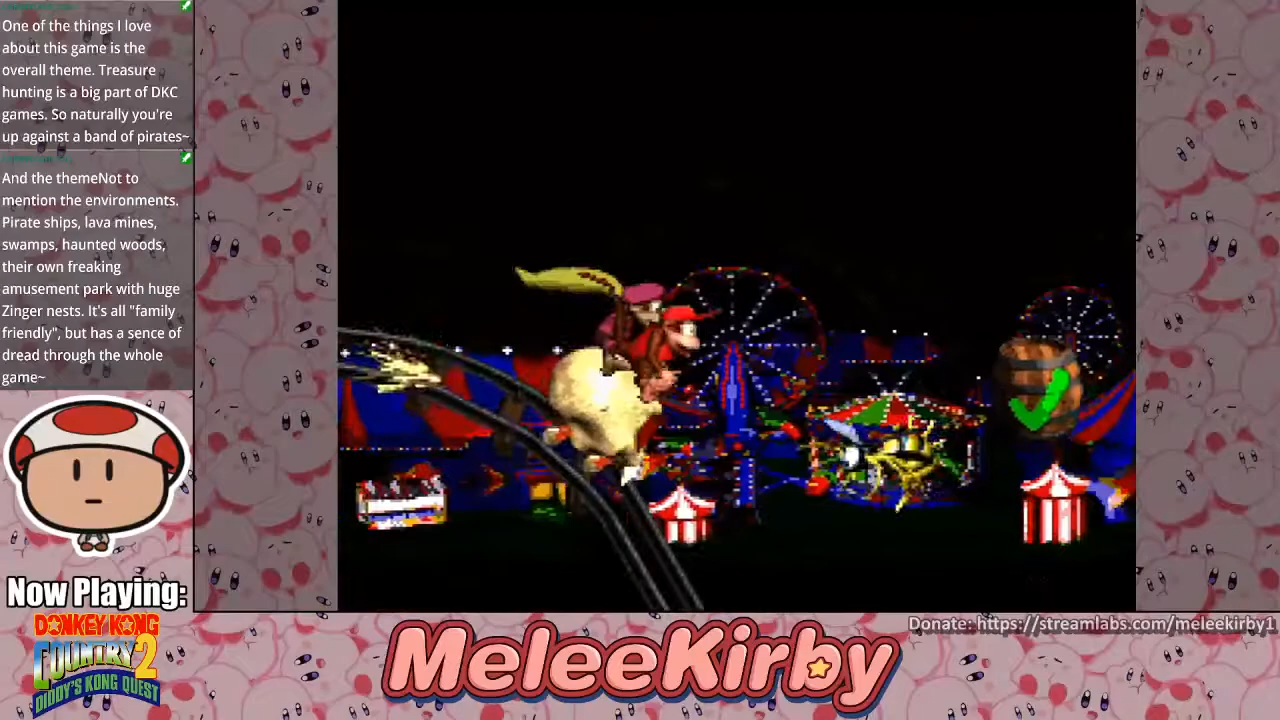 One of the things I love
about this game is the
overall theme. Treasure
hunting is a big part of DKC
games. So naturally you're
up against a band of pirates~
And the themeNot to
mention the environments.
Pirate ships, lava mines,
swamps, haunted woods,
their own freaking
amusement park with huge
Zinger nests. It's all "family
friendly", but has a sence of
dread through the whole
game~
Now Playing:
DONKEY KONG
COUNTRY 2
DIDDY'S KONG QUEST
MeleeKirby
Donate: https://streamlabs.com/meleekirby1